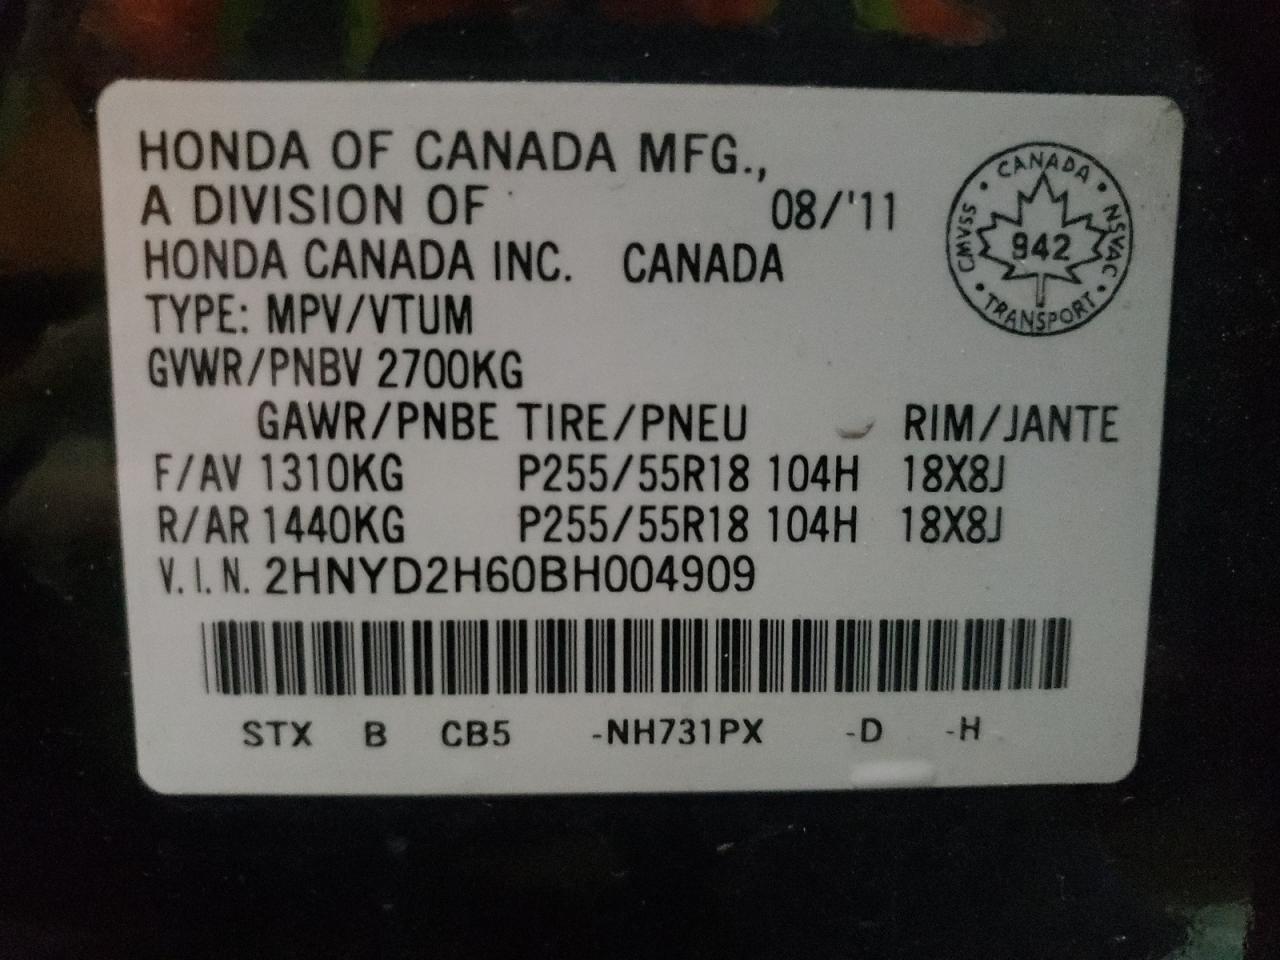 HONDA OF CANADA MFG.,
A DIVISION OF 08/'11
HONDA CANADA INC. CANADA
TYPE: MPV/VTUM
GVWR/PNBV 2700KG
GAWR/PNBE TIRE/PNEU RIM/JANTE
F/AV 1310KG P255/55R18 104H 18X8J
R/AR 1440KG P255/55R18 104H 18X8J
V.I.N. 2HNYD2H60BH004909
STX B CB5 -NH731PX -D -H
CANADA
CMVSS 942 NSVAC
TRANSPORT